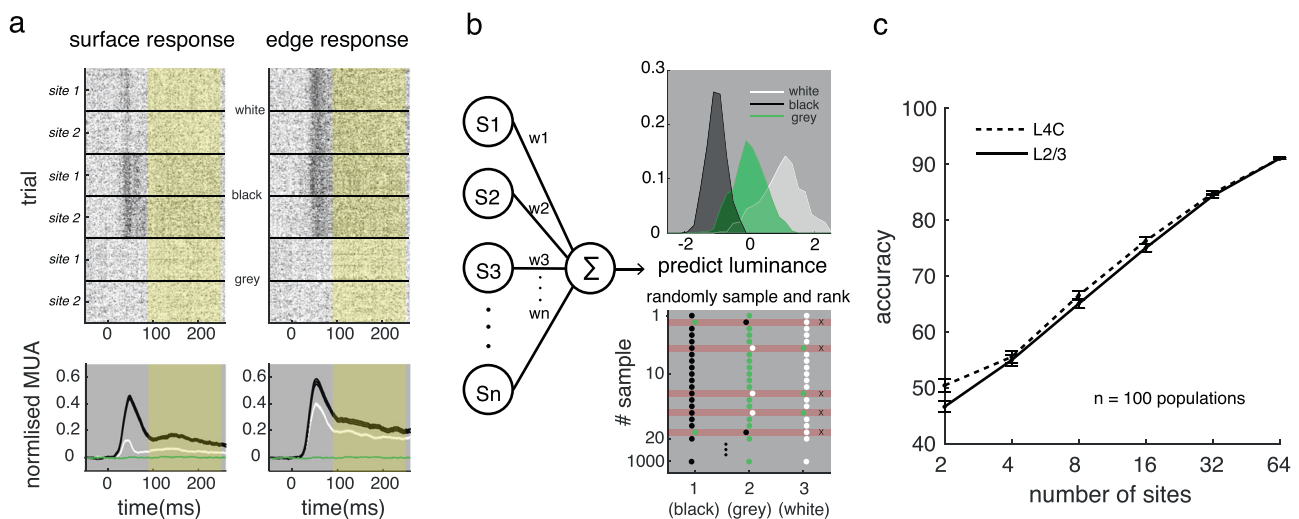 a
surface response
edge response
trial
site 1
site 2
site 1
site 2
site 1
site 2
white
black
grey
0 100 200
0 100 200
normlised MUA
0.6
0.4
0.2
0
0.6
0.4
0.2
0
0 100 200
0 100 200
time(ms)
time(ms)
b
S1
S2
S3
Sn
w1
w2
w3
wn
Σ
0.3
0.2
0.1
0
white
black
grey
-2 0 2
predict luminance
randomly sample and rank
# sample
1
10
20
1000
x
x
x
x
x
1 2 3
(black) (grey) (white)
c
accuracy
100
90
80
70
60
50
40
L4C
L2/3
n = 100 populations
2 4 8 16 32 64
number of sites